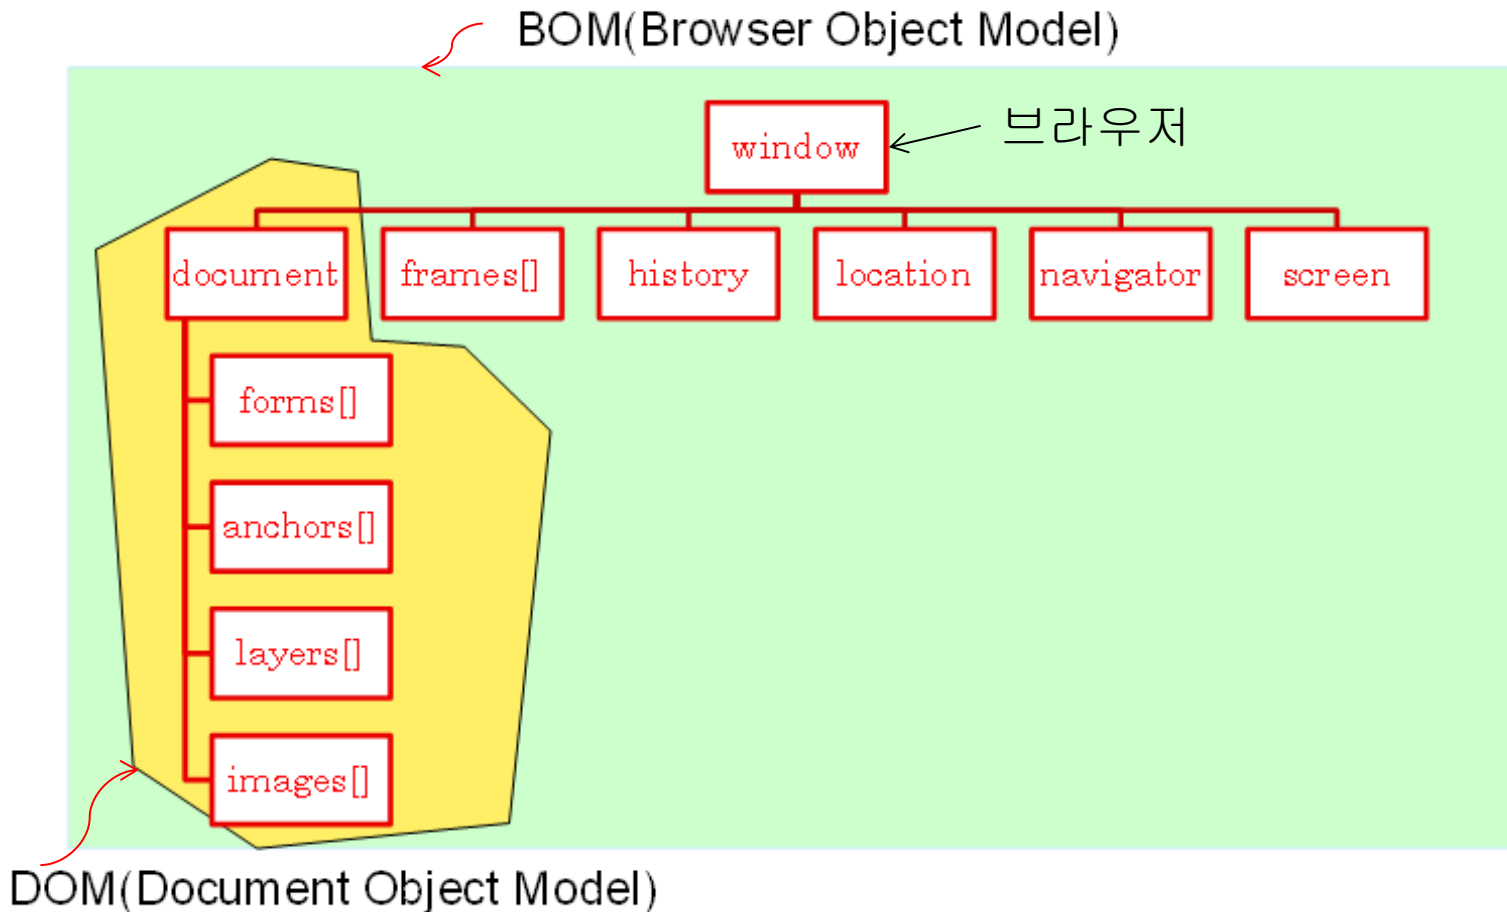 BOM(Browser Object Model)
window
브라우저
document
frames[]
history
location
navigator
screen
forms[]
anchors[]
layers[]
images[]
DOM(Document Object Model)